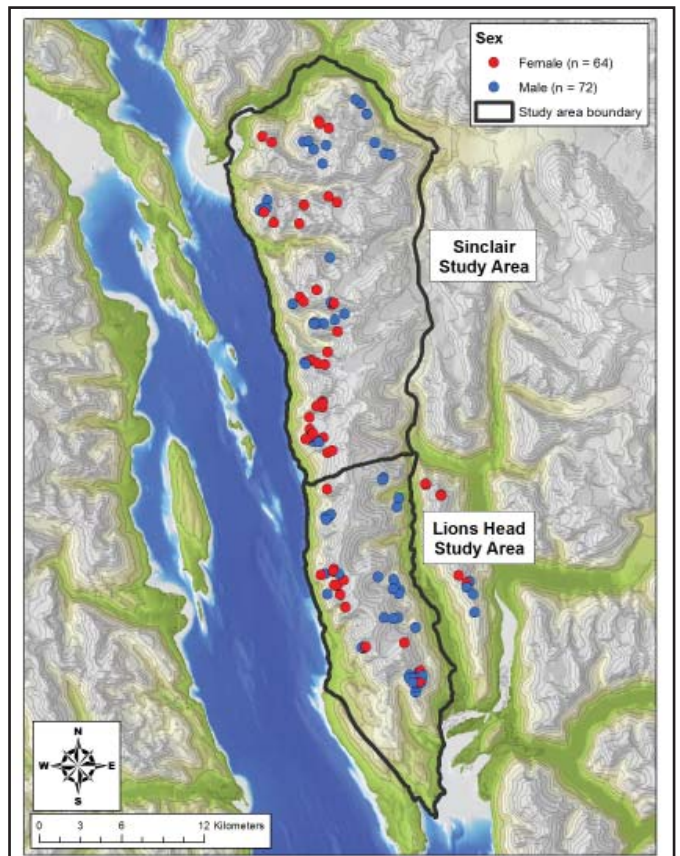 Sex
Female (n = 64)
Male (n = 72)
Study area boundary
Sinclair
Study Area
Lions Head
Study Area
N
W E
S
0 3 6 12 Kilometers